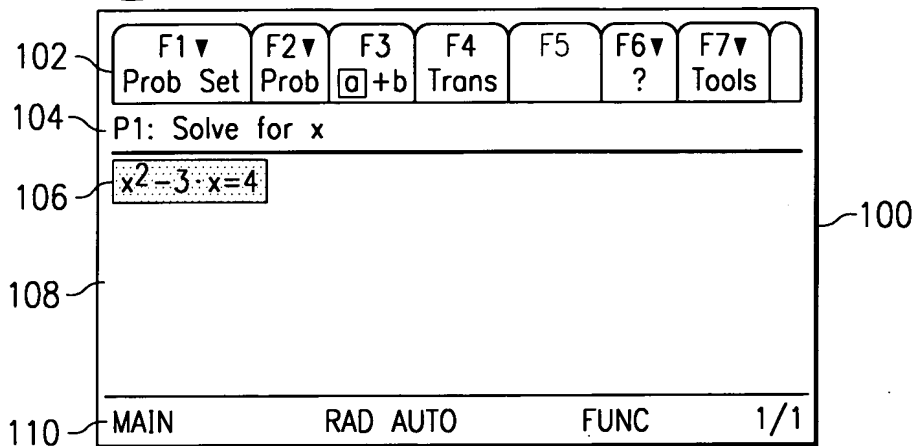 F1▼ F2▼ F3 F4 F5 F6▼ F7▼
102 Prob Set Prob a+b Trans ? Tools
104 P1: Solve for x
106 x²-3·x=4
100
108
110 MAIN RAD AUTO FUNC 1/1